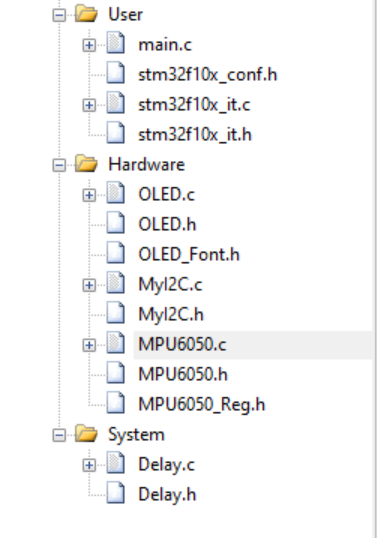 User
main.c
stm32f10x_conf.h
stm32f10x_it.c
stm32f10x_it.h
Hardware
OLED.c
OLED.h
OLED_Font.h
MyI2C.c
MyI2C.h
MPU6050.c
MPU6050.h
MPU6050_Reg.h
System
Delay.c
Delay.h